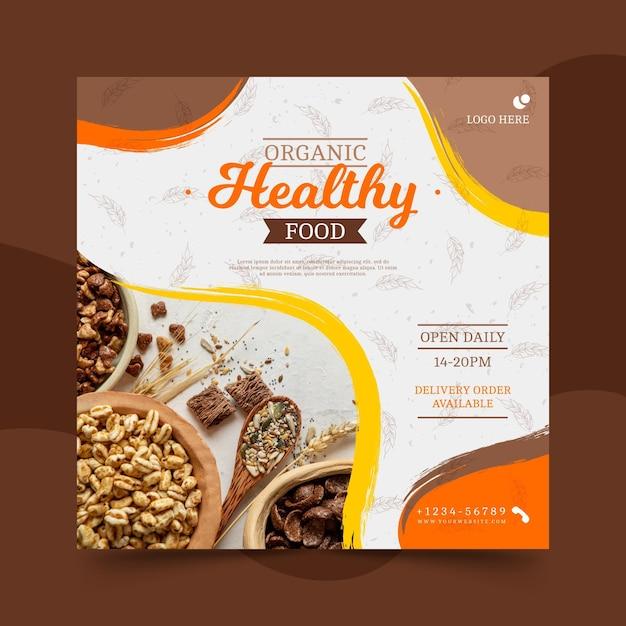 LOGO HERE
ORGANIC
Healthy
FOOD
OPEN DAILY
14-20PM
DELIVERY ORDER
AVAILABLE
+1234-56789
WWW.YOURWEBSITE.COM